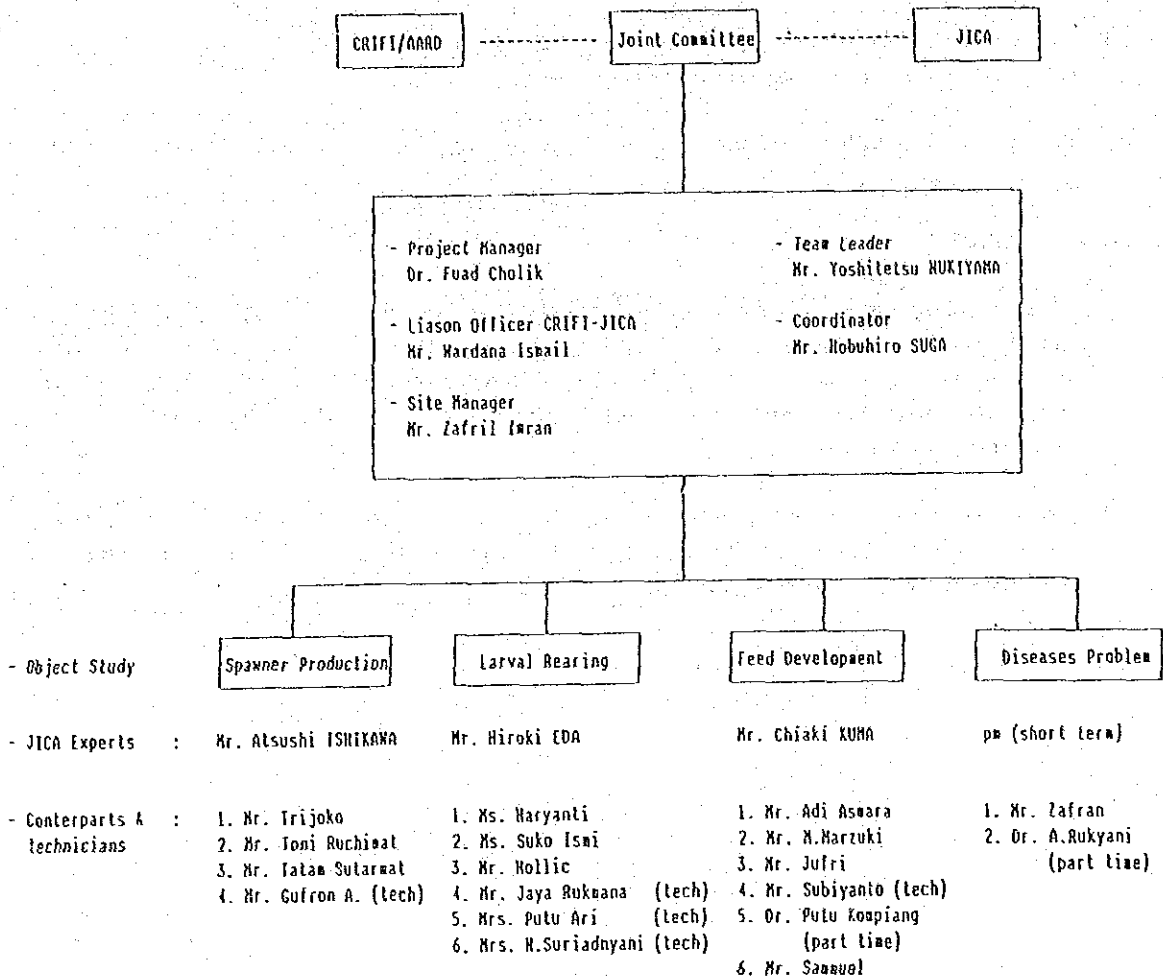 CRIFI/AARD Joint Committee JICA
- Project Manager
Dr. Fuad Cholik
- Liason Officer CRIFI-JICA
Mr. Wardana Ismail
- Site Manager
Mr. Zafril Imran
- Team Leader
Mr. Yoshitetsu NUKIYAMA
- Coordinator
Mr. Nobuhiro SUGA
- Object Study Spawner Production Larval Rearing Feed Development Diseases Problem
- JICA Experts : Mr. Atsushi ISHIKAWA Mr. Hiroki EDA Mr. Chiaki KUMA pm (short term)
- Conterparts & :
technicians
1. Mr. Trijoko
2. Mr. Toni Ruchimat
3. Mr. Tatam Sutarmat
4. Mr. Gufron A. (tech)
1. Ms. Haryanti
2. Ms. Suko Ismi
3. Mr. Mollic
4. Mr. Jaya Rukmana (tech)
5. Mrs. Putu Ari (tech)
6. Mrs. N.Suriadnyani (tech)
1. Mr. Adi Asmara
2. Mr. M.Marzuki
3. Mr. Jufri
4. Mr. Subiyanto (tech)
5. Dr. Putu Kompiang
(part time)
6. Mr. Sammuel
1. Mr. Zafran
2. Dr. A.Rukyani
(part time)